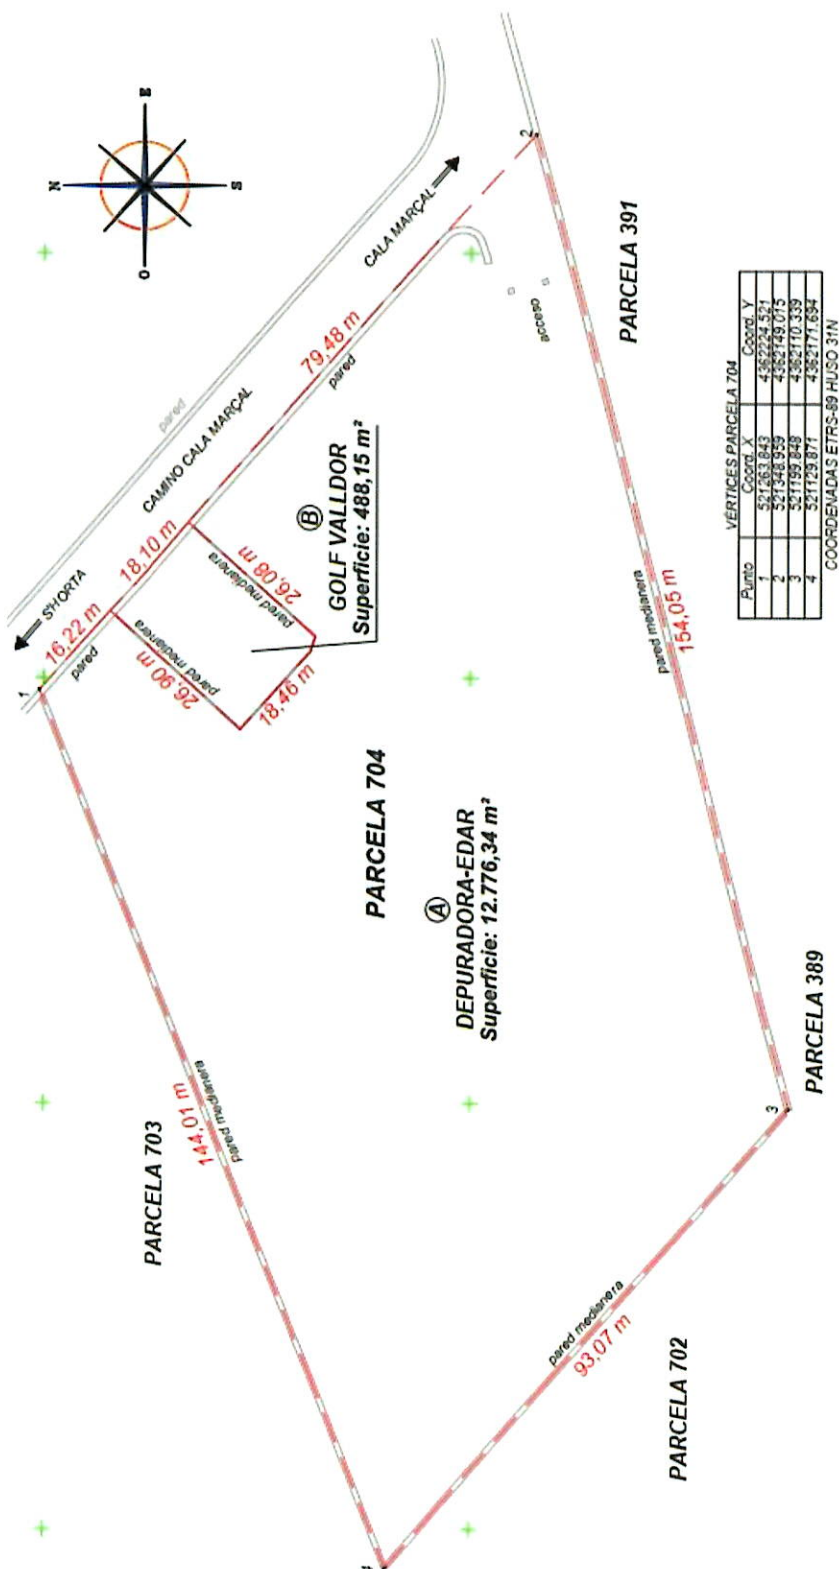 N
E
S
O
pared
CAMINO CALA MARÇAL
CALA MARÇAL
S'HORTA
1
16,22 m
pared
18,10 m
79,48 m
pared
2
26,90 m
pared medianera
26,08 m
pared medianera
18,46 m
B
GOLF VALLDOR
Superficie: 488,15 m²
acceso
PARCELA 391
PARCELA 704
A
DEPURADORA-EDAR
Superficie: 12.776,34 m²
pared medianera
154,05 m
PARCELA 703
144,01 m
Pared medianera
PARCELA 389
3
pared medianera
93,07 m
PARCELA 702
VÉRTICES PARCELA 704
Punto Coord. X Coord. Y
1 521263.843 4362224.521
2 521348.959 4362149.015
3 521199.848 4362110.339
4 521129.871 4362171.694
COORDENADAS ETRS-89 HUSO 31N